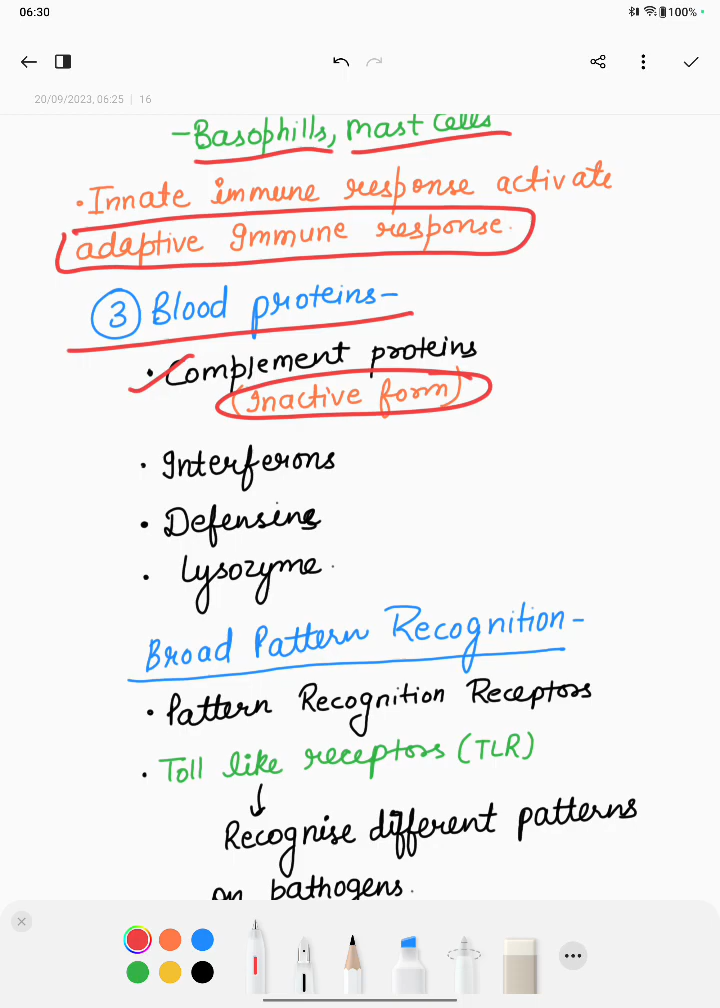 06:30
100%
20/09/2023, 06:25 | 16
- Basophills, Mast Cells
• Innate immune response activate
adaptive Immune response.
③ Blood proteins-
• Complement proteins
(Inactive form)
• Interferons
• Defensins
• Lysozyme.
Broad Pattern Recognition-
• Pattern Recognition Receptors
• Toll like receptors (TLR)
↓
Recognise different patterns
on pathogens.